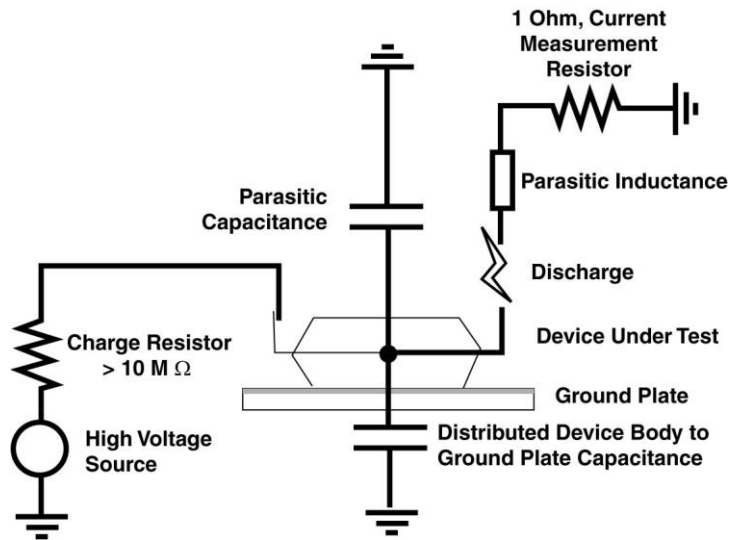 1 Ohm, Current
Measurement
Resistor
Parasitic Inductance
Parasitic
Capacitance
Discharge
Charge Resistor
> 10 M Ω
Device Under Test
Ground Plate
High Voltage
Source
Distributed Device Body to
Ground Plate Capacitance